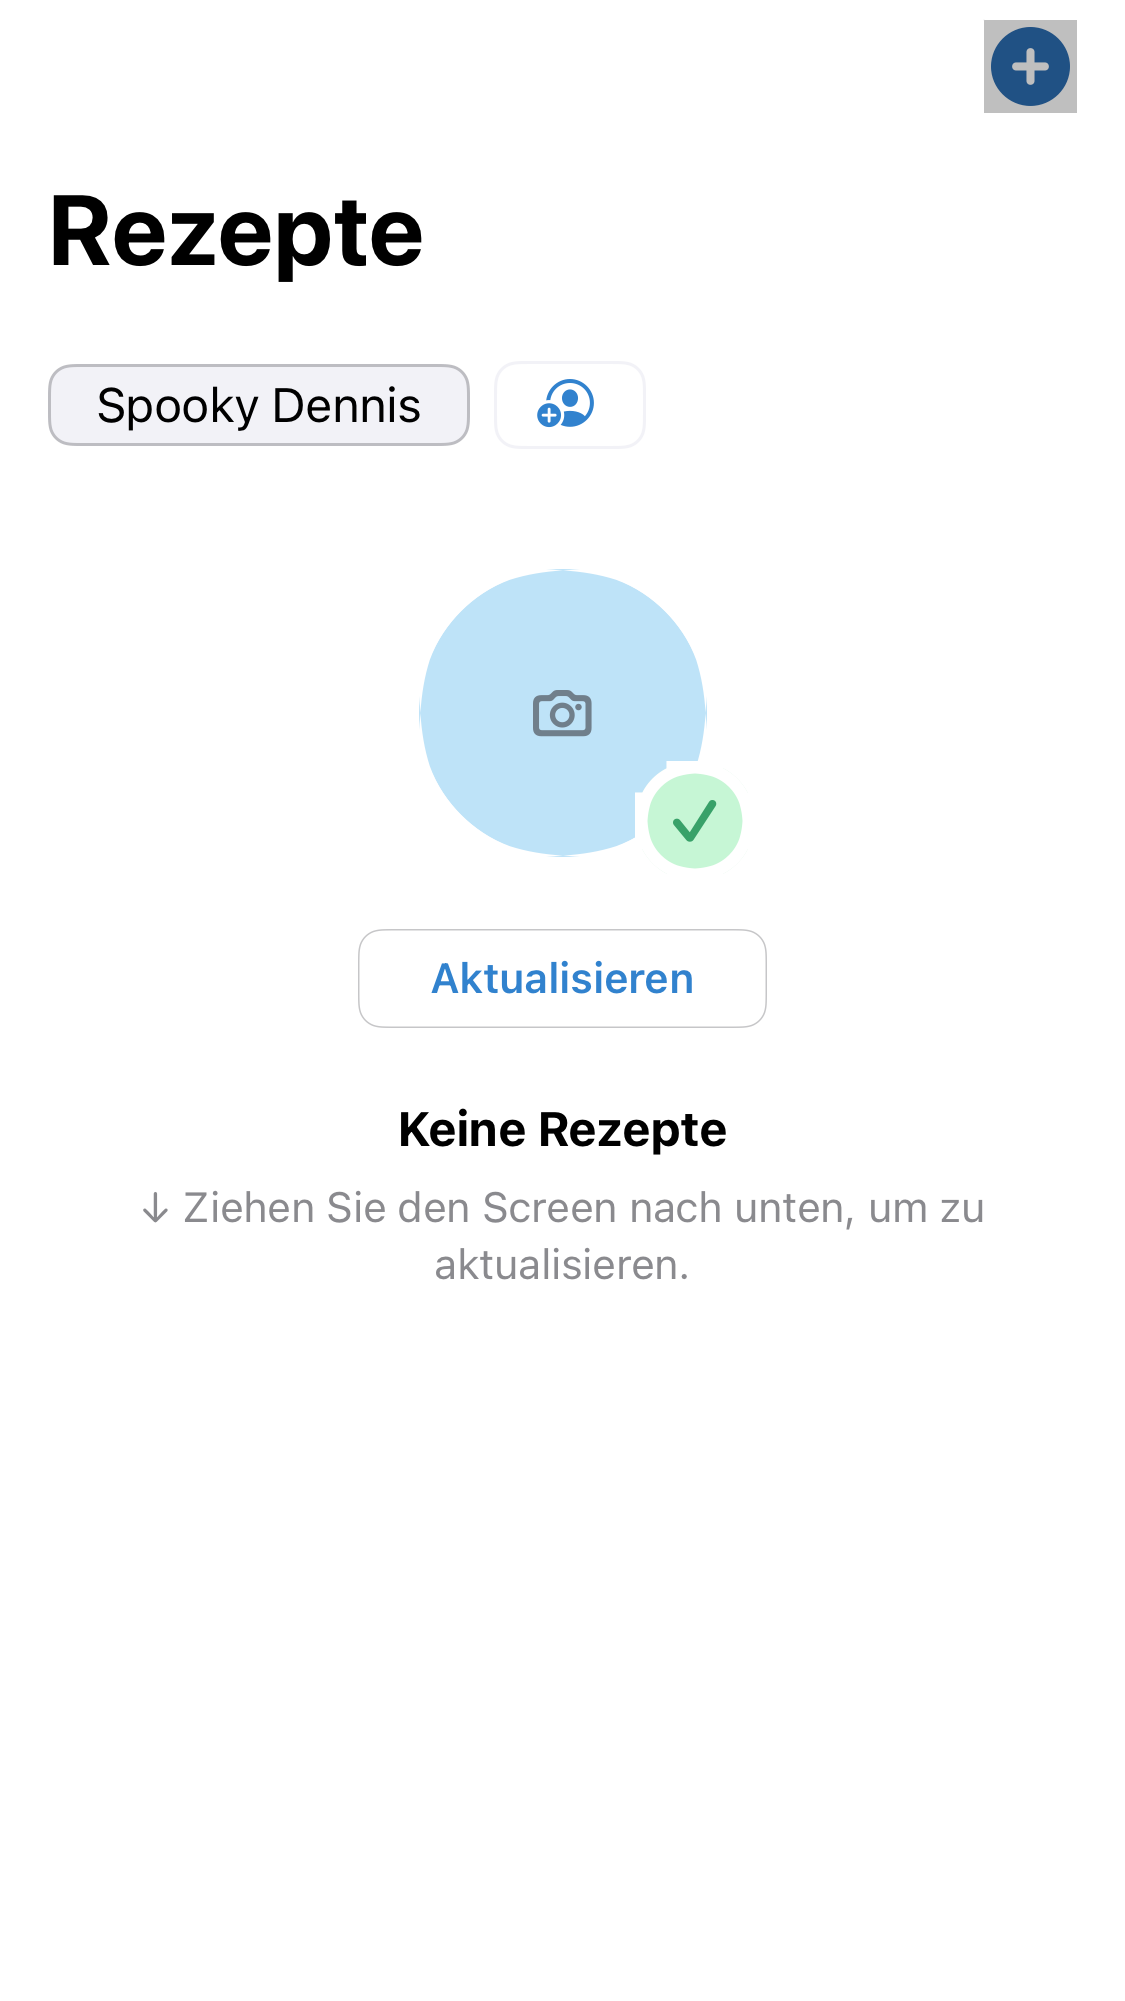 Rezepte
Spooky Dennis
Aktualisieren
Keine Rezepte
↓ Ziehen Sie den Screen nach unten, um zu
aktualisieren.